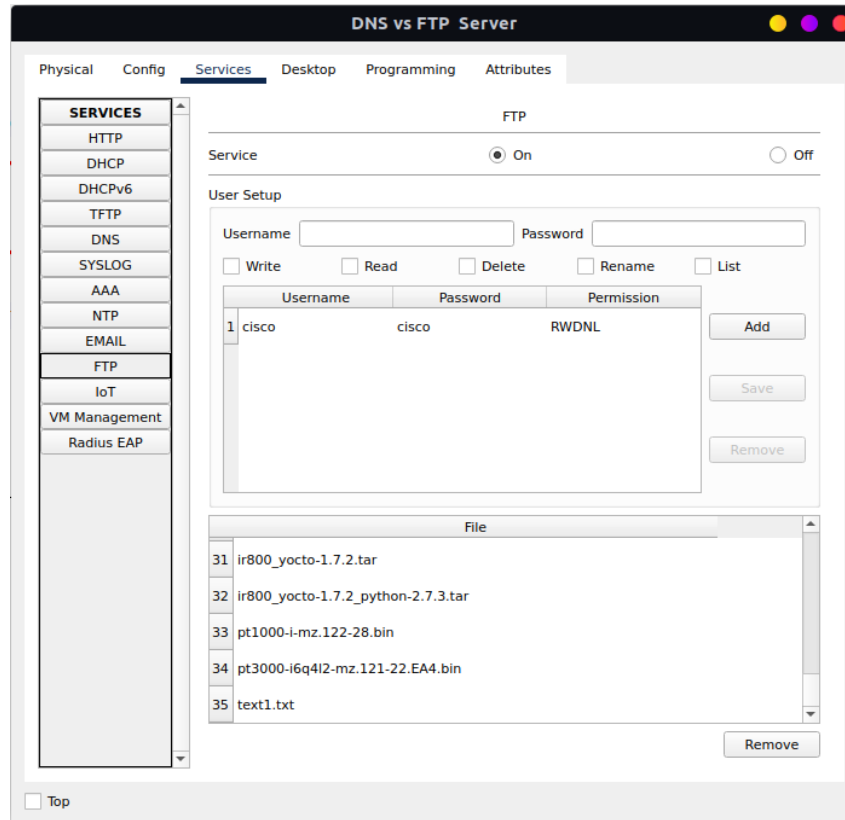 DNS vs FTP Server
Physical Config Services Desktop Programming Attributes
SERVICES
HTTP
DHCP
DHCPv6
TFTP
DNS
SYSLOG
AAA
NTP
EMAIL
FTP
IoT
VM Management
Radius EAP
FTP
Service On Off
User Setup
Username Password
Write Read Delete Rename List
Username Password Permission
1 cisco cisco RWDNL
Add
Save
Remove
File
31 ir800_yocto-1.7.2.tar
32 ir800_yocto-1.7.2_python-2.7.3.tar
33 pt1000-i-mz.122-28.bin
34 pt3000-i6q4l2-mz.121-22.EA4.bin
35 text1.txt
Remove
Top